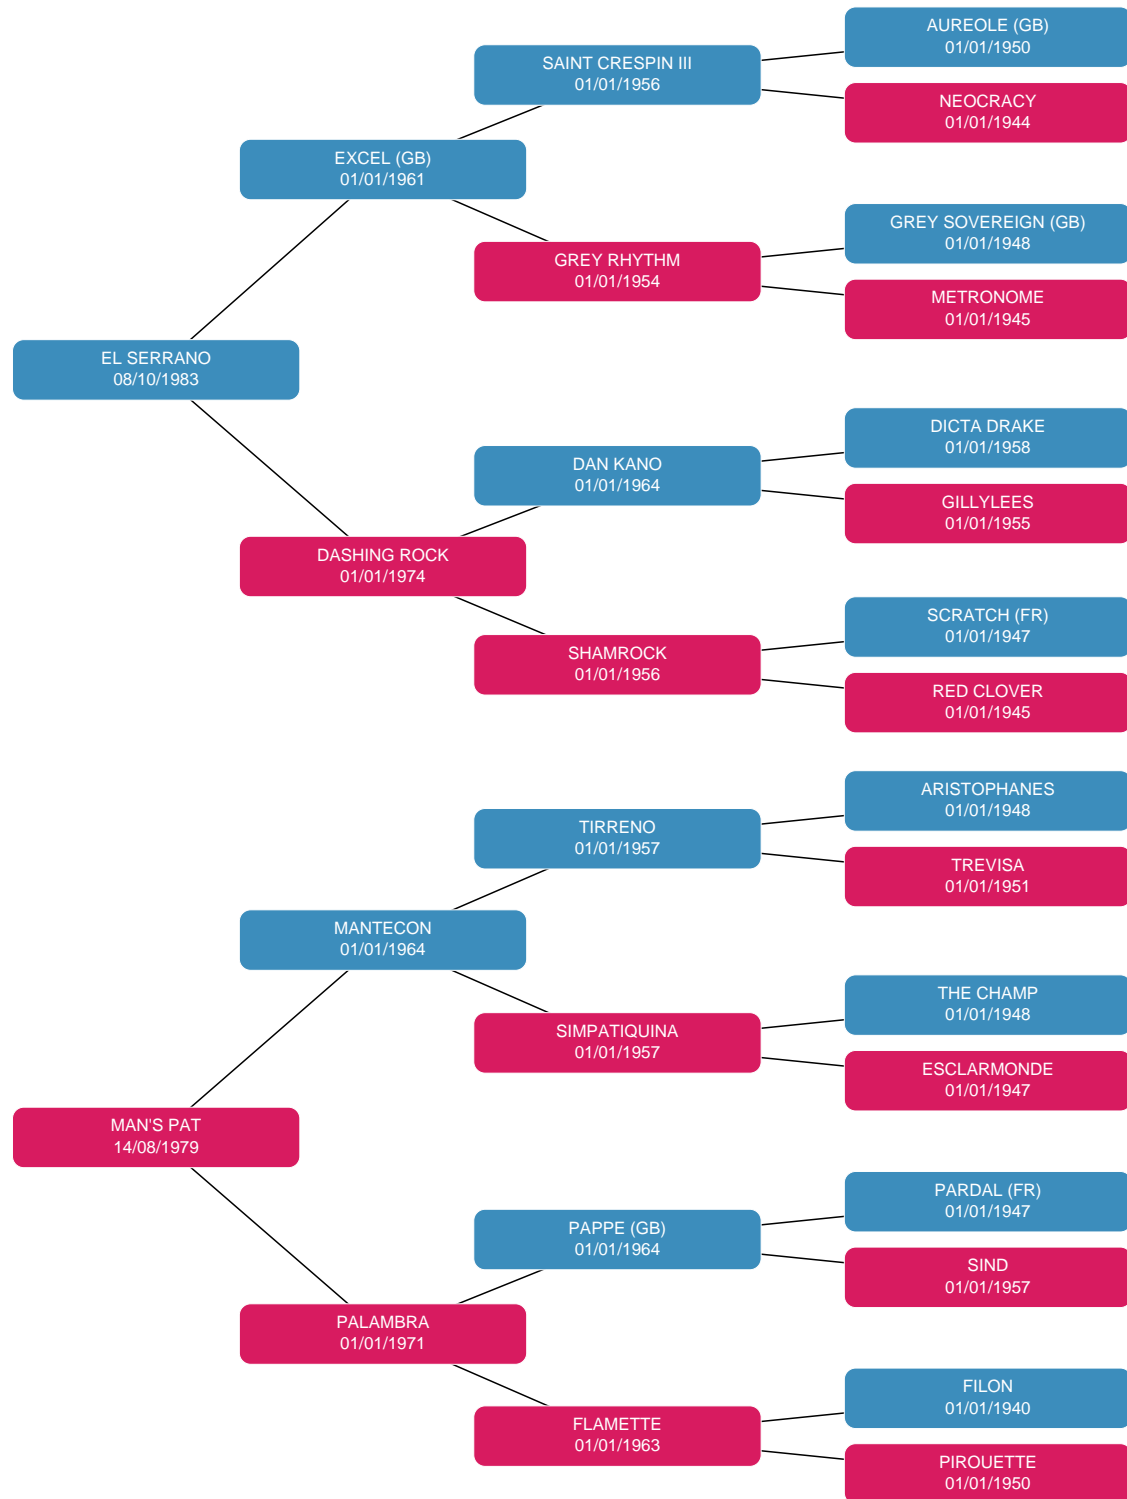 AUREOLE (GB)
01/01/1950
SAINT CRESPIN III
01/01/1956
NEOCRACY
01/01/1944
EXCEL (GB)
01/01/1961
GREY SOVEREIGN (GB)
01/01/1948
GREY RHYTHM
01/01/1954
METRONOME
01/01/1945
EL SERRANO
08/10/1983
DICTA DRAKE
01/01/1958
DAN KANO
01/01/1964
GILLYLEES
01/01/1955
DASHING ROCK
01/01/1974
SCRATCH (FR)
01/01/1947
SHAMROCK
01/01/1956
RED CLOVER
01/01/1945
ARISTOPHANES
01/01/1948
TIRRENO
01/01/1957
TREVISA
01/01/1951
MANTECON
01/01/1964
THE CHAMP
01/01/1948
SIMPATIQUINA
01/01/1957
ESCLARMONDE
01/01/1947
MAN'S PAT
14/08/1979
PARDAL (FR)
01/01/1947
PAPPE (GB)
01/01/1964
SIND
01/01/1957
PALAMBRA
01/01/1971
FILON
01/01/1940
FLAMETTE
01/01/1963
PIROUETTE
01/01/1950